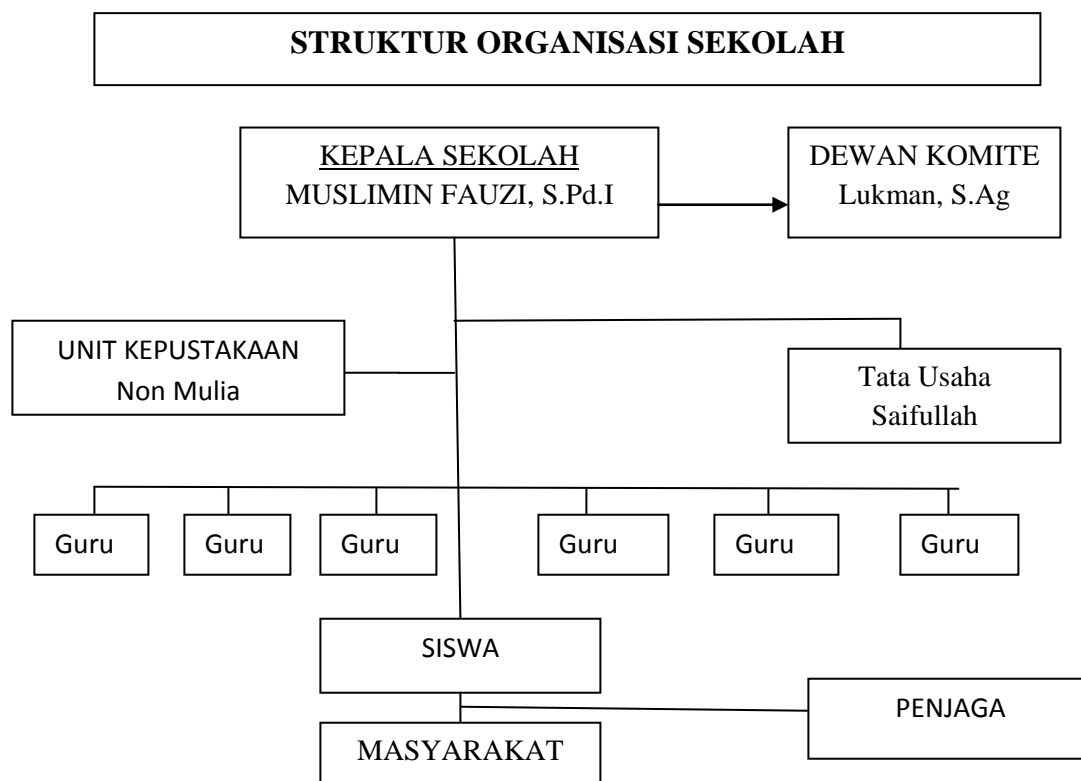 STRUKTUR ORGANISASI SEKOLAH
KEPALA SEKOLAH
MUSLIMIN FAUZI, S.Pd.I
DEWAN KOMITE
Lukman, S.Ag
UNIT KEPUSTAKAAN
Non Mulia
Tata Usaha
Saifullah
Guru
Guru
Guru
Guru
Guru
Guru
SISWA
PENJAGA
MASYARAKAT